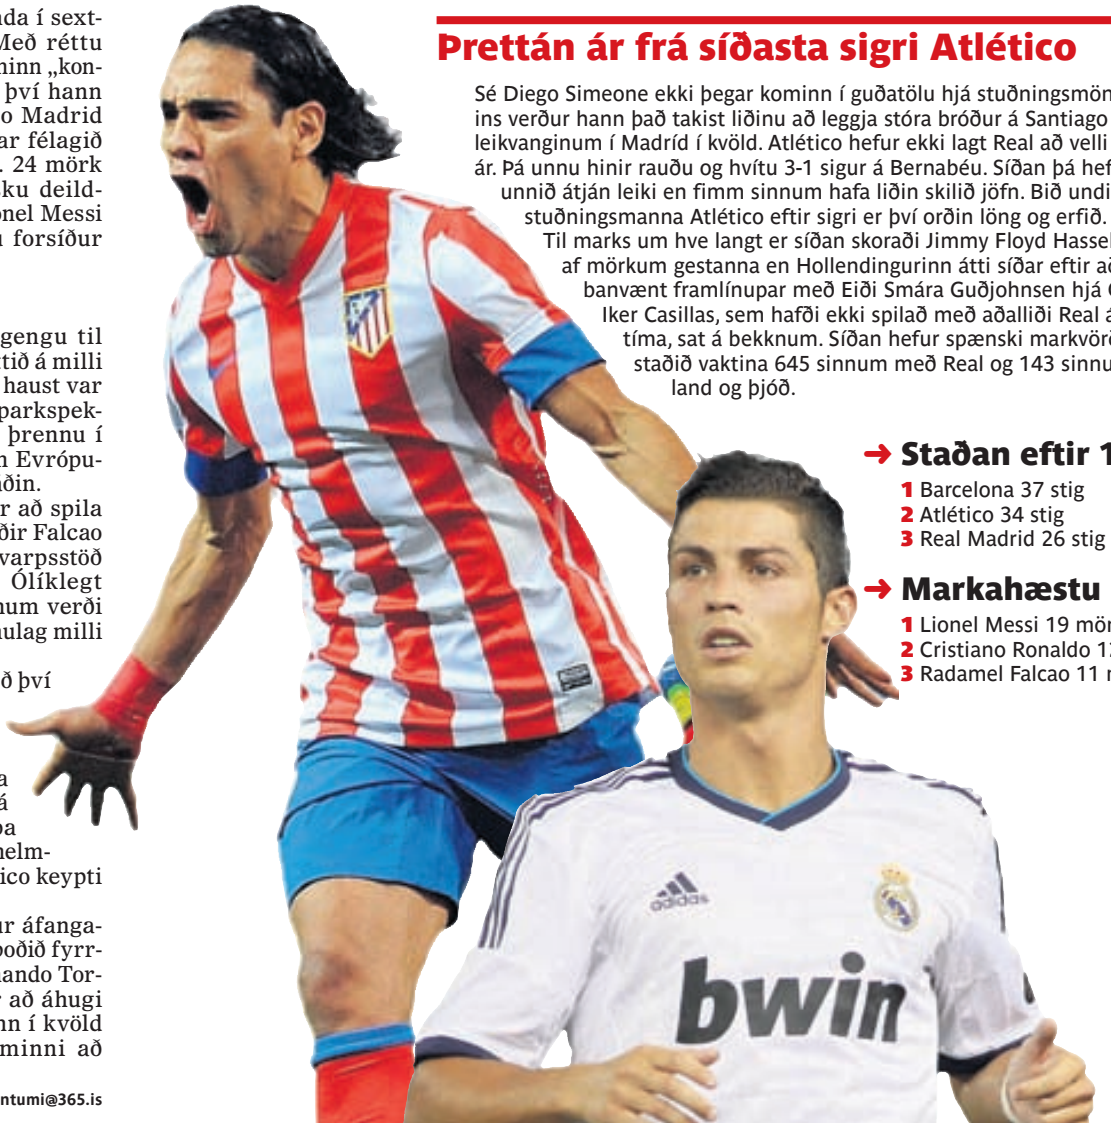 da í sext-
Með réttu
ninn „kon-
því hann
o Madrid
ar félagið
. 24 mörk
ku deild-
onel Messi
forsíður
gengu til
tið á milli
haust var
parkspek-
þrennu í
n Evrópu-
ðin.
r að spila
ðir Falcao
varpsstöð
Ólíklegt
num verði
ulag milli
ð því
a
á
pa
helm-
ico keypti
ur áfanga-
boðið fyrr-
nando Tor-
r að áhugi
nn í kvöld
minni að
ntumi@365.is
Þrettán ár frá síðasta sigri Atlético
Sé Diego Simeone ekki þegar kominn í guðatölu hjá stuðningsmön
ins verður hann það takist liðinu að leggja stóra bróður á Santiago
leikvanginum í Madríd í kvöld. Atlético hefur ekki lagt Real að velli
ár. Þá unnu hinir rauðu og hvítu 3-1 sigur á Bernabéu. Síðan þá hef
unnið átján leiki en fimm sinnum hafa liðin skilið jöfn. Bið undi
stuðningsmanna Atlético eftir sigri er því orðin löng og erfið.
Til marks um hve langt er síðan skoraði Jimmy Floyd Hassel
af mörkum gestanna en Hollendingurinn átti síðar eftir að
banvænt framlínupar með Eiði Smára Guðjohnsen hjá
Iker Casillas, sem hafði ekki spilað með aðalliði Real á
tíma, sat á bekknum. Síðan hefur spænski markvörð
staðið vaktina 645 sinnum með Real og 143 sinnu
land og þjóð.
➜ Staðan eftir 1
1 Barcelona 37 stig
2 Atlético 34 stig
3 Real Madrid 26 stig
➜ Markahæstu
1 Lionel Messi 19 mör
2 Cristiano Ronaldo 12
3 Radamel Falcao 11 m
adidas
bwin